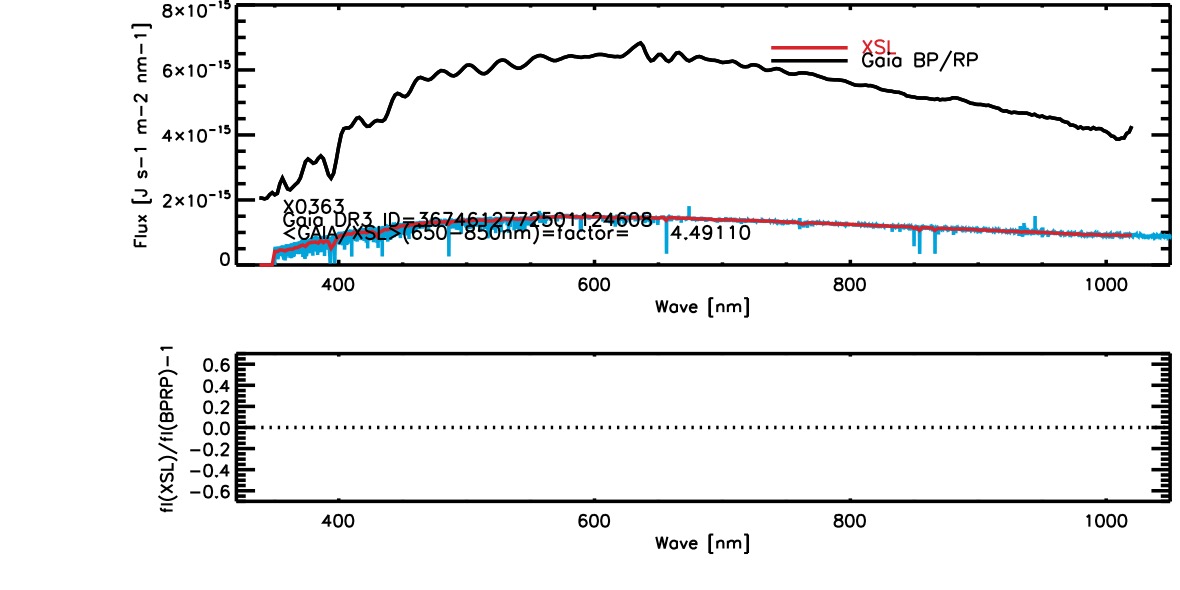 8×10−15
6×10−15
4×10−15
2×10−15
0
Flux [J s−1 m−2 nm−1]
XSL
Gaia BP/RP
X0363
Gaia DR3 ID=3674612772501124608
<GAIA/XSL>(650−850nm)=factor= 4.49110
400 600 800 1000
Wave [nm]
0.6
0.4
0.2
0.0
−0.2
−0.4
−0.6
fl(XSL)/fl(BPRP)−1
400 600 800 1000
Wave [nm]